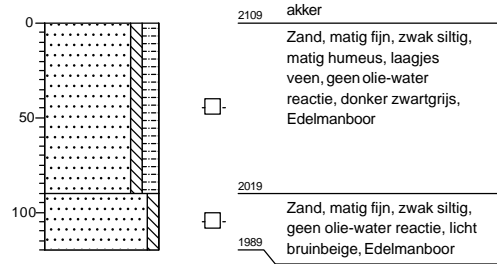 akker
0
2109
Zand, matig fijn, zwak siltig,
matig humeus, laagjes
veen, geen olie-water
reactie, donker zwartgrijs,
Edelmanboor
50
2019
Zand, matig fijn, zwak siltig,
geen olie-water reactie, licht
bruinbeige, Edelmanboor
100
1989